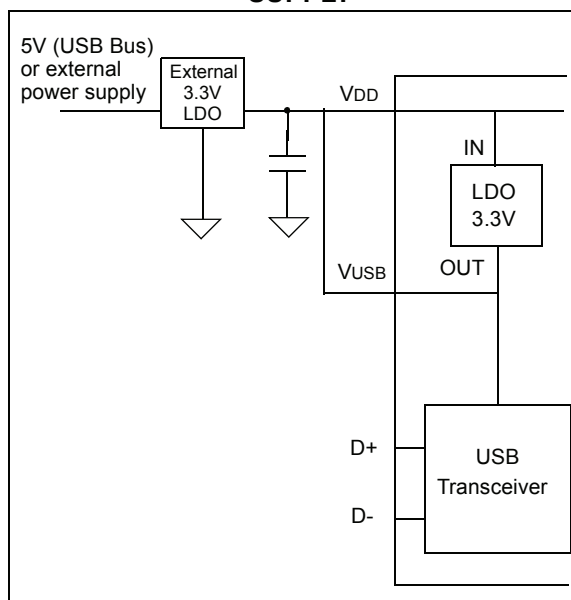 5V (USB Bus)
or external
power supply
External
3.3V
LDO
VDD
IN
LDO
3.3V
VUSB
OUT
D+
USB
Transceiver
D-